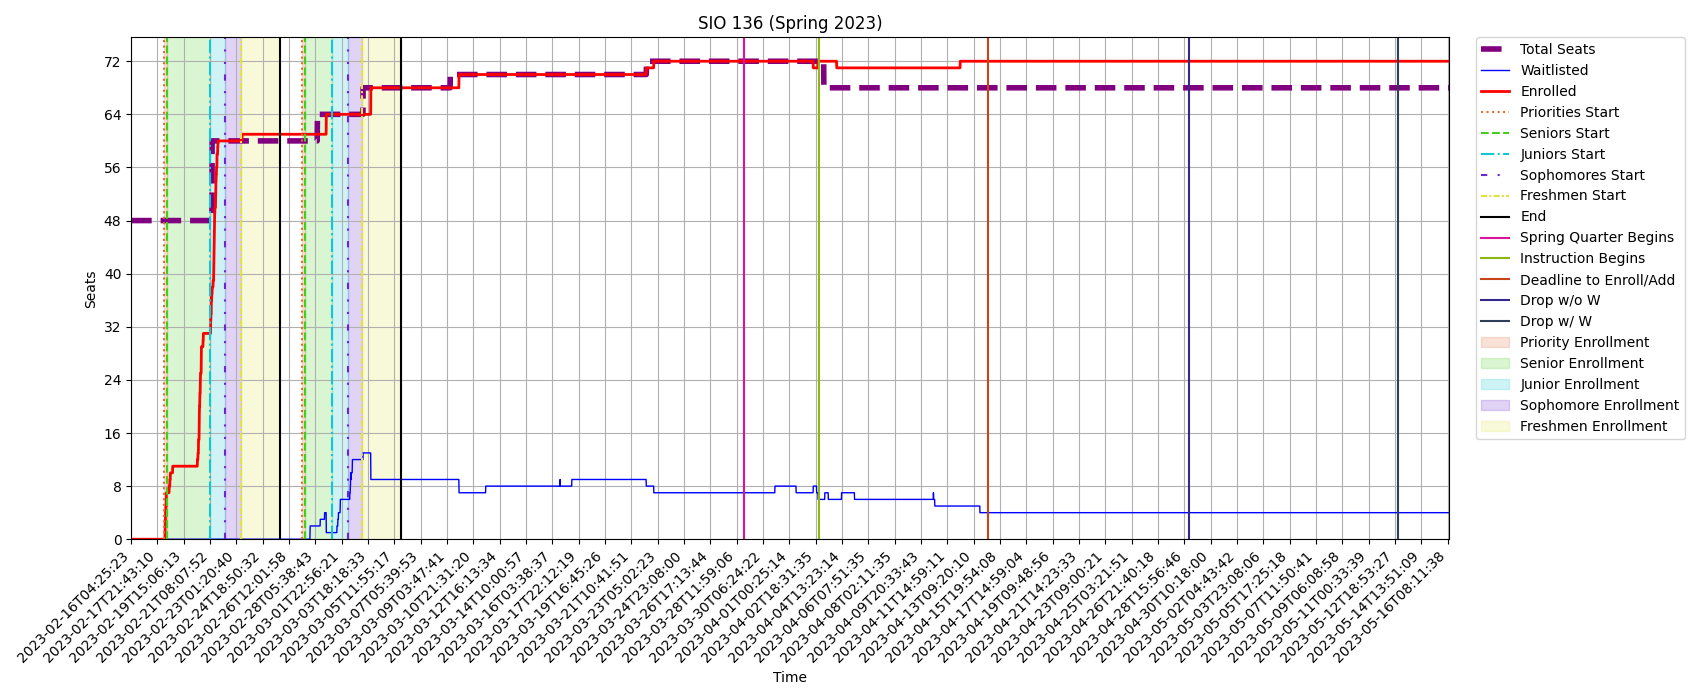 SIO 136 (Spring 2023)
Seats
72
64
56
48
40
32
24
16
8
0
2023-02-16T04:25:23
2023-02-17T21:43:10
2023-02-19T15:06:13
2023-02-21T08:07:52
2023-02-23T01:20:40
2023-02-24T18:50:32
2023-02-26T12:01:58
2023-02-28T05:38:43
2023-03-01T22:56:21
2023-03-03T18:18:33
2023-03-05T11:55:17
2023-03-07T05:39:53
2023-03-09T03:47:41
2023-03-10T21:31:20
2023-03-12T16:13:34
2023-03-14T10:00:57
2023-03-16T03:38:37
2023-03-17T22:12:19
2023-03-19T16:45:26
2023-03-21T10:41:51
2023-03-23T05:02:23
2023-03-24T23:08:00
2023-03-26T17:13:44
2023-03-28T11:59:06
2023-03-30T06:24:22
2023-04-01T00:25:14
2023-04-02T18:31:35
2023-04-04T13:23:14
2023-04-06T07:51:35
2023-04-08T02:11:35
2023-04-09T20:33:43
2023-04-11T14:59:11
2023-04-13T09:20:10
2023-04-15T19:54:08
2023-04-17T14:59:04
2023-04-19T09:48:56
2023-04-21T14:23:33
2023-04-23T09:00:21
2023-04-25T03:21:51
2023-04-26T21:40:18
2023-04-28T15:56:46
2023-04-30T10:18:00
2023-05-02T04:43:42
2023-05-03T23:08:06
2023-05-05T17:25:18
2023-05-07T11:50:41
2023-05-09T06:08:58
2023-05-11T00:33:39
2023-05-12T18:53:27
2023-05-14T13:51:09
2023-05-16T08:11:38
Time
Total Seats
Waitlisted
Enrolled
Priorities Start
Seniors Start
Juniors Start
Sophomores Start
Freshmen Start
End
Spring Quarter Begins
Instruction Begins
Deadline to Enroll/Add
Drop w/o W
Drop w/ W
Priority Enrollment
Senior Enrollment
Junior Enrollment
Sophomore Enrollment
Freshmen Enrollment